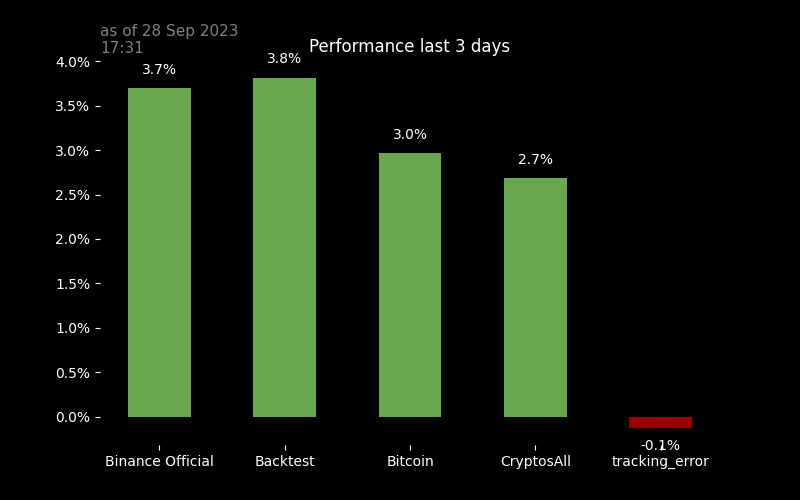 as of 28 Sep 2023
17:31
Performance last 3 days
4.0%
3.5%
3.0%
2.5%
2.0%
1.5%
1.0%
0.5%
0.0%
3.7%
3.8%
3.0%
2.7%
-0.1%
Binance Official
Backtest
Bitcoin
CryptosAll
tracking_error